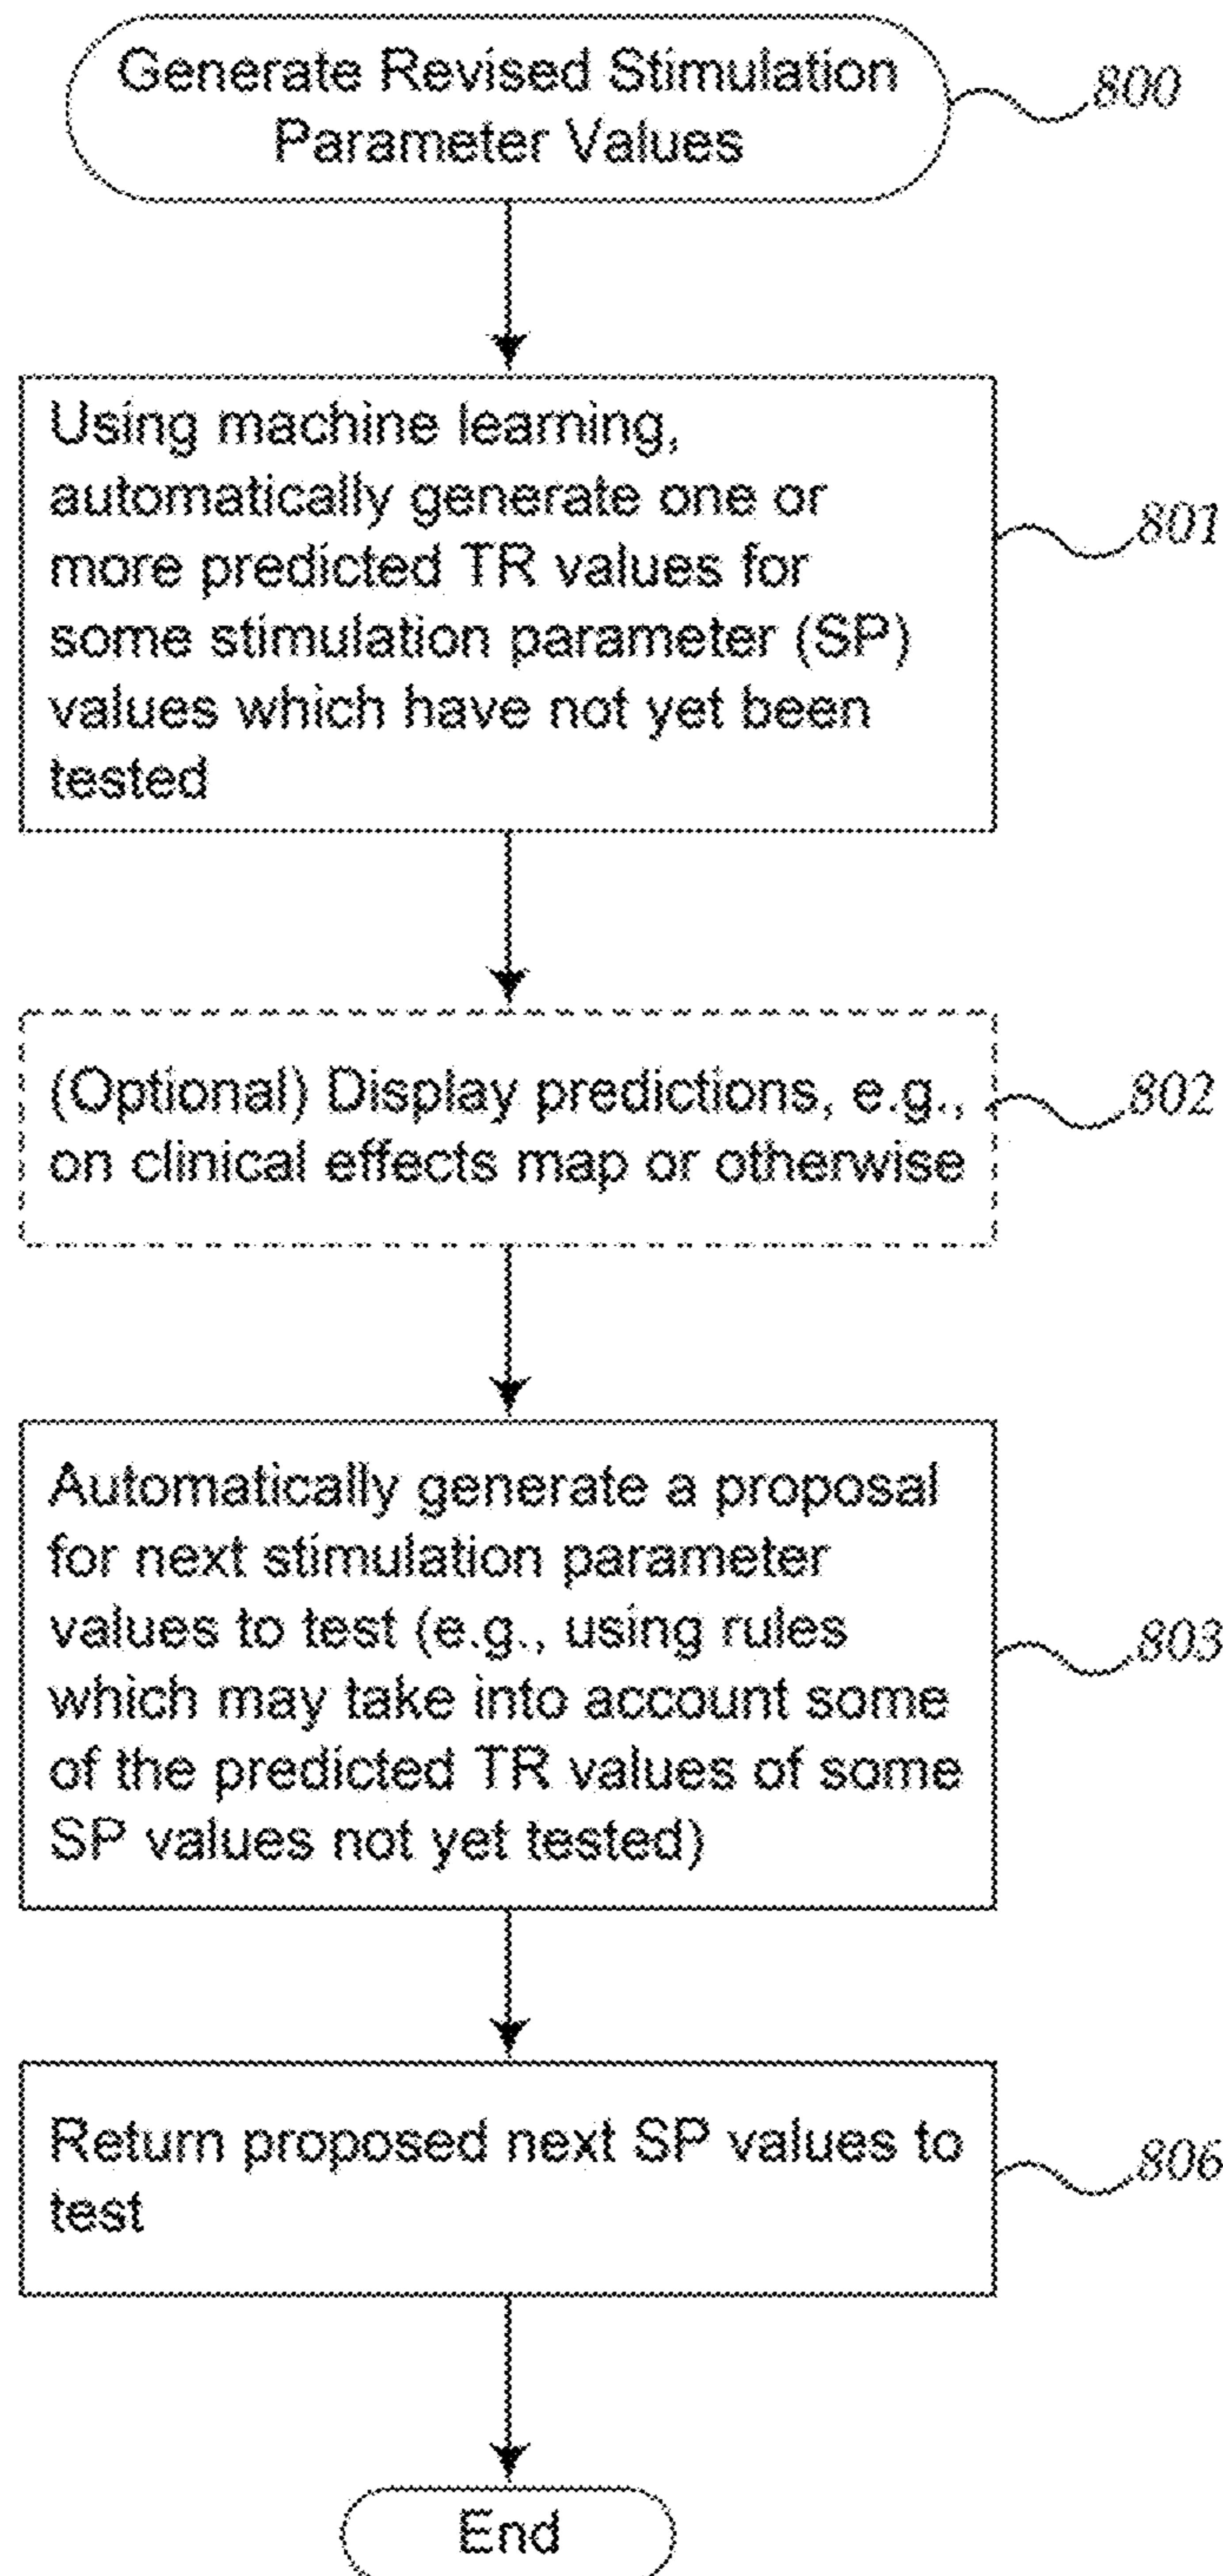 Generate Revised Stimulation
Parameter Values
800
Using machine learning,
automatically generate one or
more predicted TR values for
some stimulation parameter (SP)
values which have not yet been
tested
801
(Optional) Display predictions, e.g.,
on clinical effects map or otherwise
802
Automatically generate a proposal
for next stimulation parameter
values to test (e.g., using rules
which may take into account some
of the predicted TR values of some
SP values not yet tested)
803
Return proposed next SP values to
test
806
End